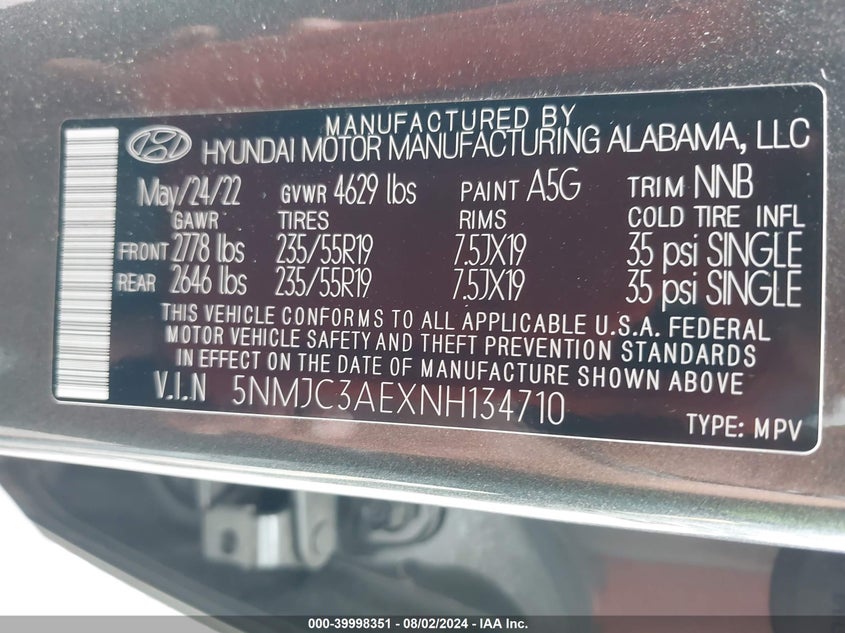 MANUFACTURED BY
HYUNDAI MOTOR MANUFACTURING ALABAMA, LLC
May/24/22 GVWR 4629 lbs PAINT A5G TRIM NNB
GAWR TIRES RIMS COLD TIRE INFL
FRONT 2778 lbs 235/55R19 7.5JX19 35 psi SINGLE
REAR 2646 lbs 235/55R19 7.5JX19 35 psi SINGLE
THIS VEHICLE CONFORMS TO ALL APPLICABLE U.S.A. FEDERAL
MOTOR VEHICLE SAFETY AND THEFT PREVENTION STANDARDS
IN EFFECT ON THE DATE OF MANUFACTURE SHOWN ABOVE
V.I.N 5NMJC3AEXNH134710
TYPE: MPV
000-39998351 - 08/02/2024 - IAA Inc.